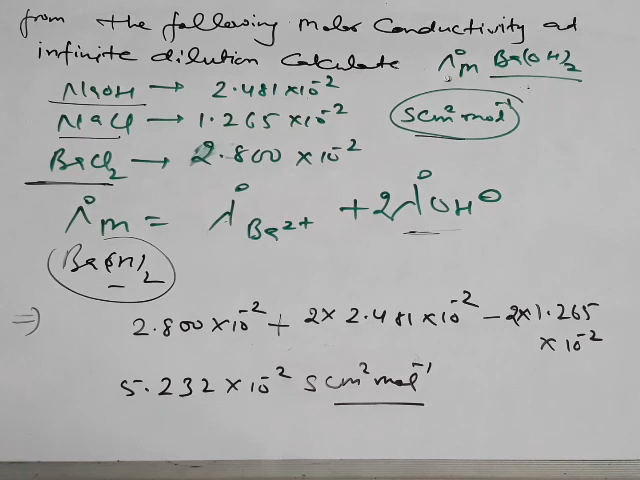 from the following molar conductivity at
infinite dilution calculate λ°m Ba(OH)2
NaOH → 2.481×10⁻²
NaCl → 1.265 ×10⁻² Scm²mol⁻¹
BaCl2 → 2.800 × 10⁻²
λ°m = λ°Ba²⁺ + 2λ°OH⊖
Ba(OH)2
⇒ 2.800×10⁻² + 2× 2.481×10⁻² – 2×1.265
×10⁻²
5.232 × 10⁻² S cm² mol⁻¹